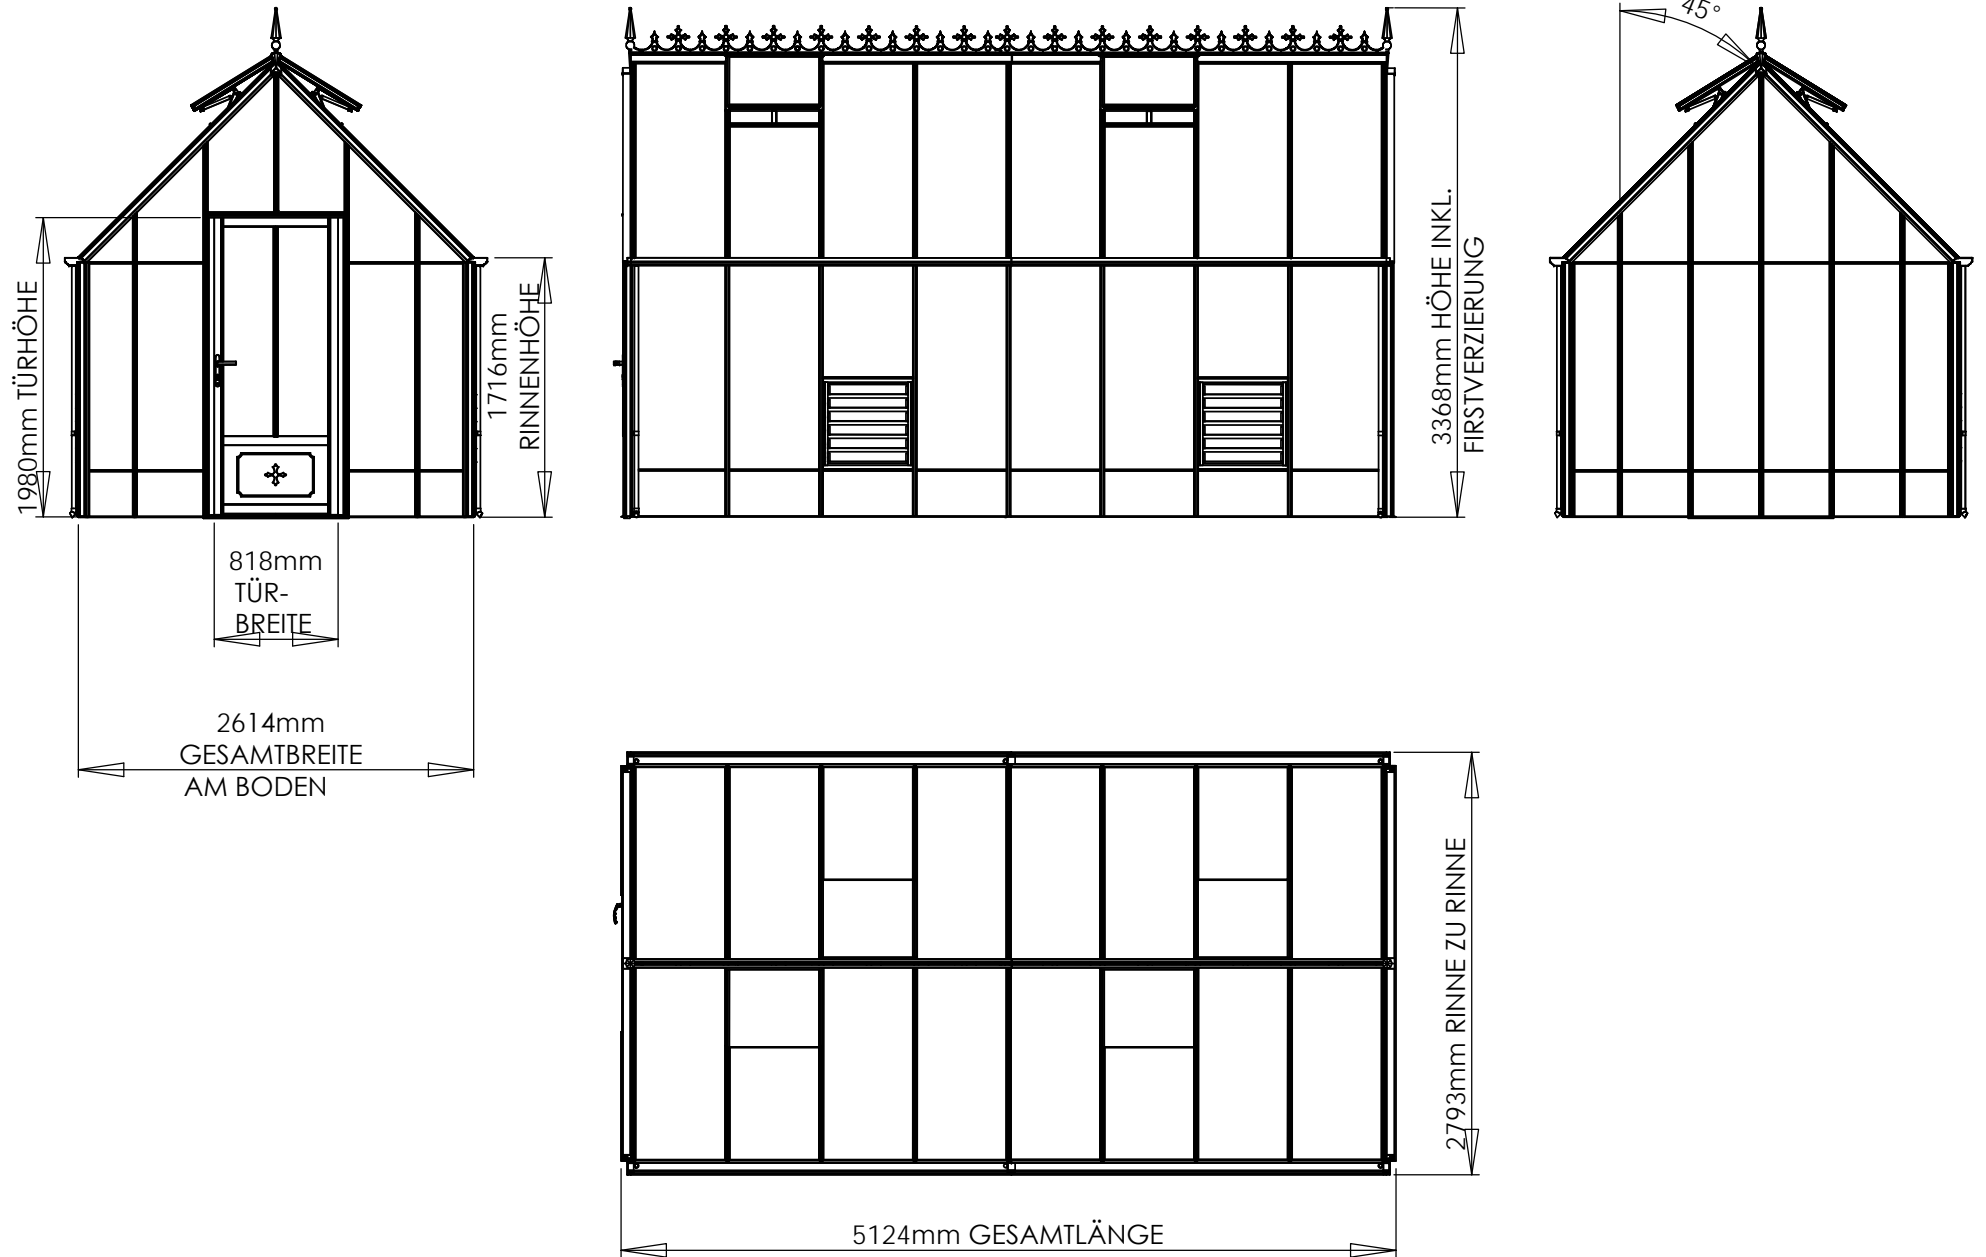 45°
1980mm TÜRHÖHE
1716mm
RINNENHÖHE
3368mm HÖHE INKL.
FIRSTVERZIERUNG
818mm
TÜR-
BREITE
2614mm
GESAMTBREITE
AM BODEN
2793mm RINNE ZU RINNE
5124mm GESAMTLÄNGE